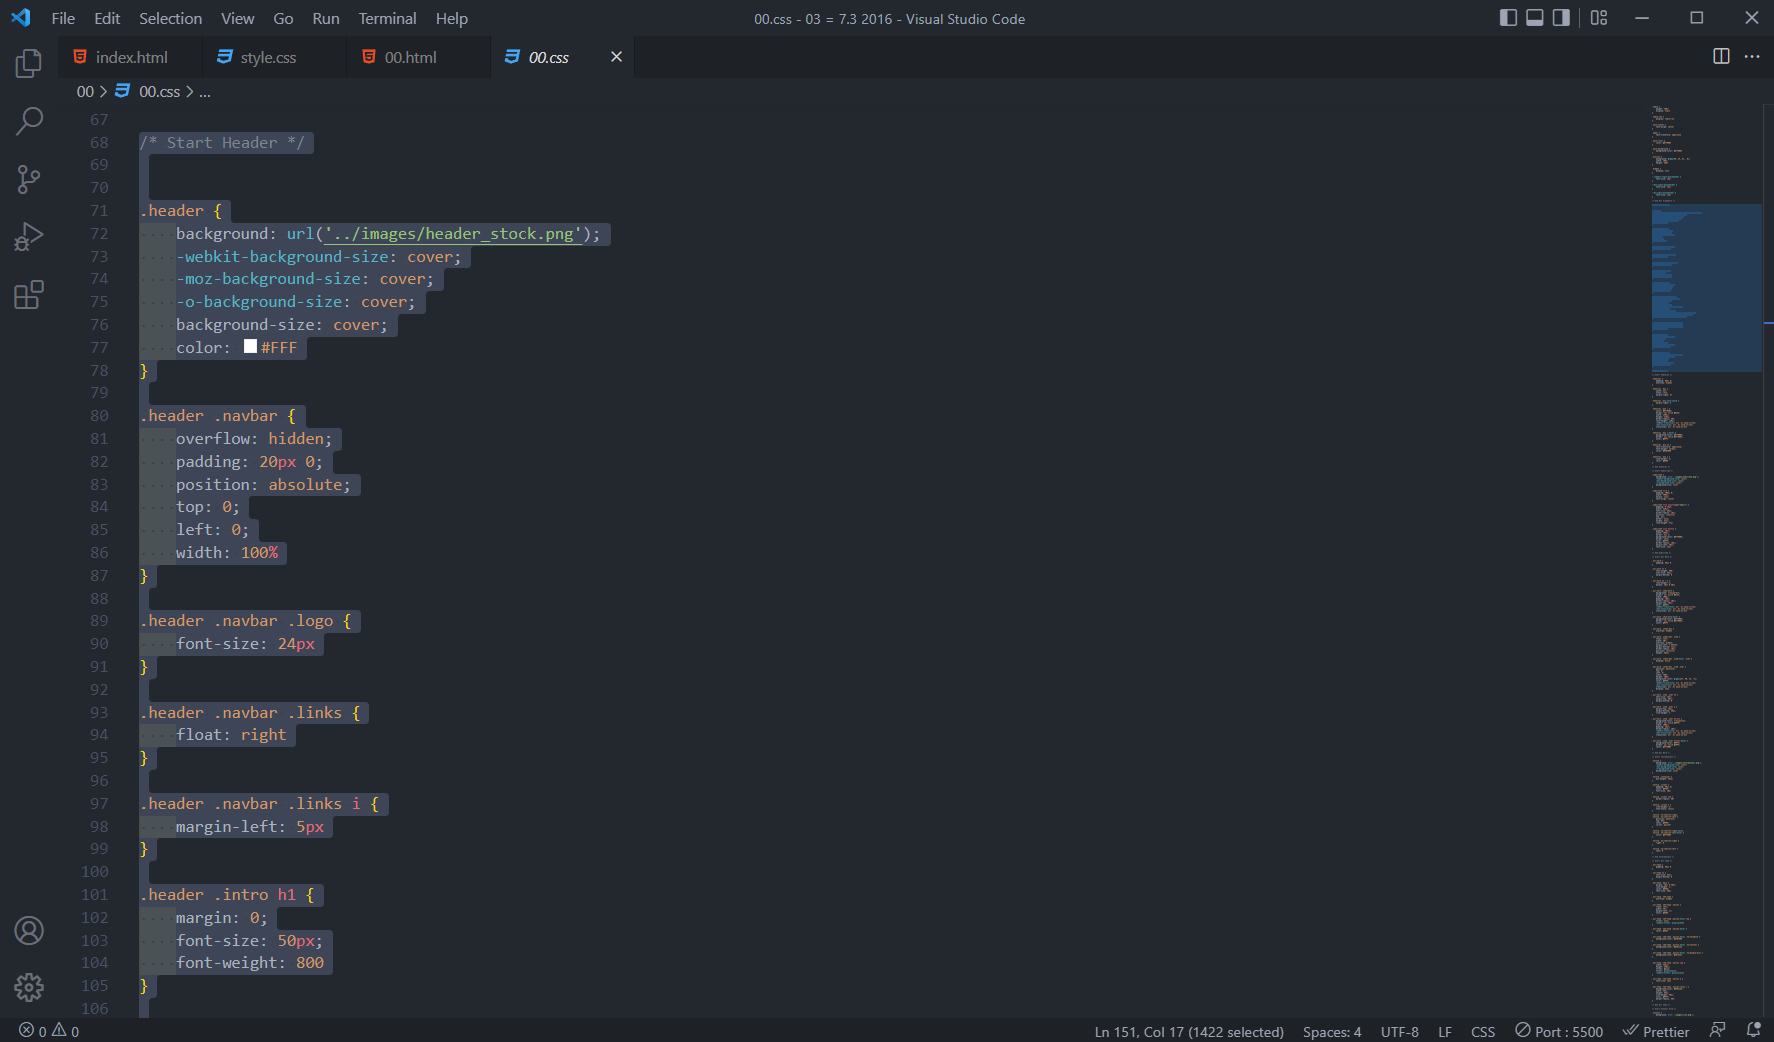 File Edit Selection View Go Run Terminal Help 00.css - 03 = 7.3 2016 - Visual Studio Code
index.html style.css 00.html 00.css
00 > 00.css > ...
67
68 /* Start Header */
69
70
71 .header {
72 background: url('../images/header_stock.png');
73 -webkit-background-size: cover;
74 -moz-background-size: cover;
75 -o-background-size: cover;
76 background-size: cover;
77 color: #FFF
78 }
79
80 .header .navbar {
81 overflow: hidden;
82 padding: 20px 0;
83 position: absolute;
84 top: 0;
85 left: 0;
86 width: 100%
87 }
88
89 .header .navbar .logo {
90 font-size: 24px
91 }
92
93 .header .navbar .links {
94 float: right
95 }
96
97 .header .navbar .links i {
98 margin-left: 5px
99 }
100
101 .header .intro h1 {
102 margin: 0;
103 font-size: 50px;
104 font-weight: 800
105 }
106
0 0 Ln 151, Col 17 (1422 selected) Spaces: 4 UTF-8 LF CSS Port : 5500 Prettier